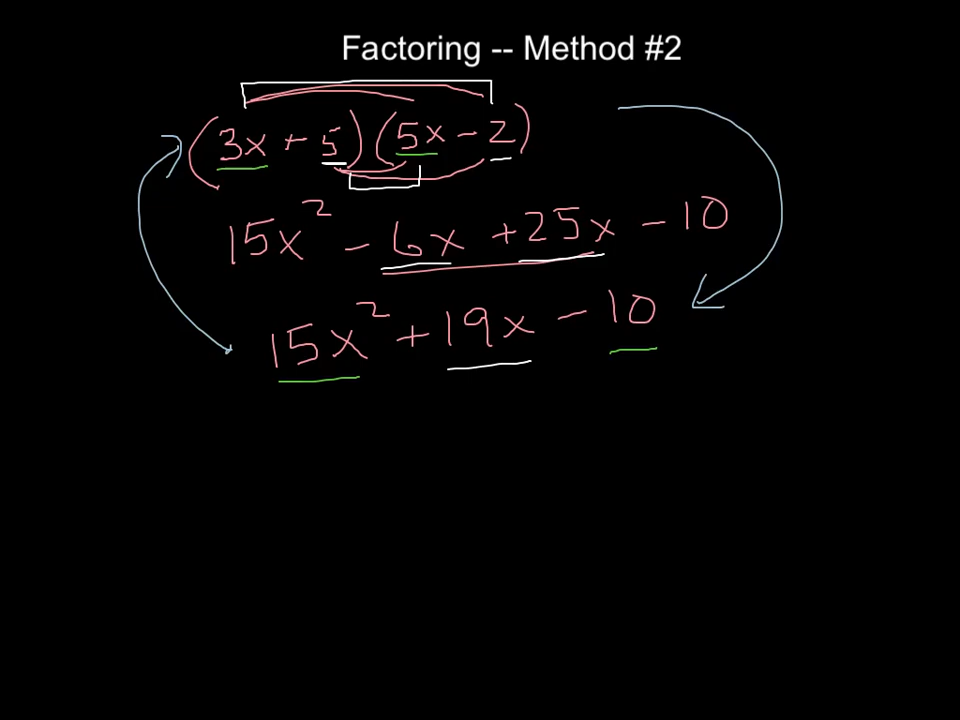 Factoring -- Method #2
(3x + 5)(5x - 2)
15x² - 6x + 25x - 10
15x² + 19x - 10